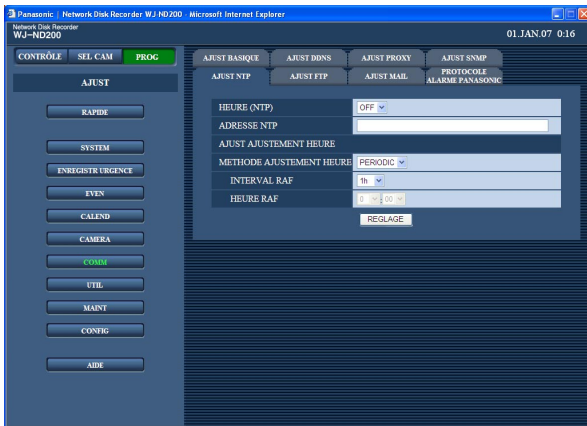 Panasonic | Network Disk Recorder WJ-ND200 - Microsoft Internet Explorer
Network Disk Recorder
WJ-ND200
01.JAN.07 0:16
CONTRÔLE SEL CAM PROG
AJUST
RAPIDE
SYSTEM
ENREGISTR URGENCE
EVEN
CALEND
CAMERA
COMM
UTIL
MAINT
CONFIG
AIDE
AJUST BASIQUE AJUST DDNS AJUST PROXY AJUST SNMP
AJUST NTP AJUST FTP AJUST MAIL PROTOCOLE
ALARME PANASONIC
HEURE (NTP) OFF
ADRESSE NTP
AJUST AJUSTEMENT HEURE
METHODE AJUSTEMENT HEURE PERIODIC
INTERVAL RAF 1h
HEURE RAF 0 : 00
REGLAGE